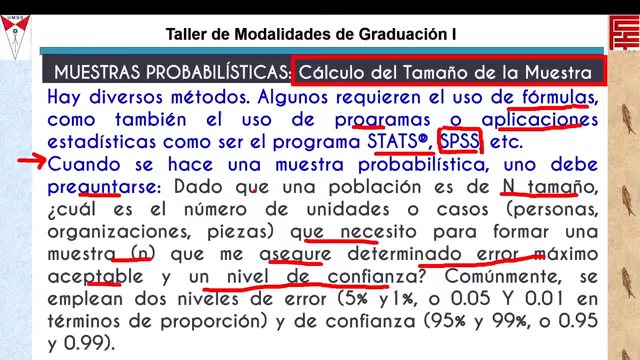 UMSS
Taller de Modalidades de Graduación I
MUESTRAS PROBABILÍSTICAS: Cálculo del Tamaño de la Muestra
Hay diversos métodos. Algunos requieren el uso de fórmulas,
como también el uso de programas o aplicaciones
estadísticas como ser el programa STATS®, SPSS, etc.
Cuando se hace una muestra probabilística, uno debe
preguntarse: Dado que una población es de N tamaño,
¿cuál es el número de unidades o casos (personas,
organizaciones, piezas) que necesito para formar una
muestra (n) que me asegure determinado error máximo
aceptable y un nivel de confianza? Comúnmente, se
emplean dos niveles de error (5% y1%, o 0.05 Y 0.01 en
términos de proporción) y de confianza (95% y 99%, o 0.95
y 0.99).